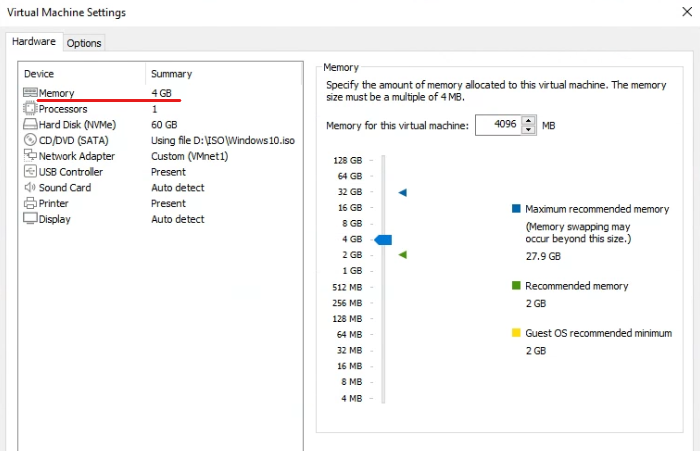 Virtual Machine Settings
Hardware
Options
Device Summary
Memory 4 GB
Processors 1
Hard Disk (NVMe) 60 GB
CD/DVD (SATA) Using file D:\ISO\Windows10.iso
Network Adapter Custom (VMnet1)
USB Controller Present
Sound Card Auto detect
Printer Present
Display Auto detect
Memory
Specify the amount of memory allocated to this virtual machine. The memory
size must be a multiple of 4 MB.
Memory for this virtual machine: 4096 MB
128 GB
64 GB
32 GB
16 GB
8 GB
4 GB
2 GB
1 GB
512 MB
256 MB
128 MB
64 MB
32 MB
16 MB
8 MB
4 MB
Maximum recommended memory
(Memory swapping may
occur beyond this size.)
27.9 GB
Recommended memory
2 GB
Guest OS recommended minimum
2 GB